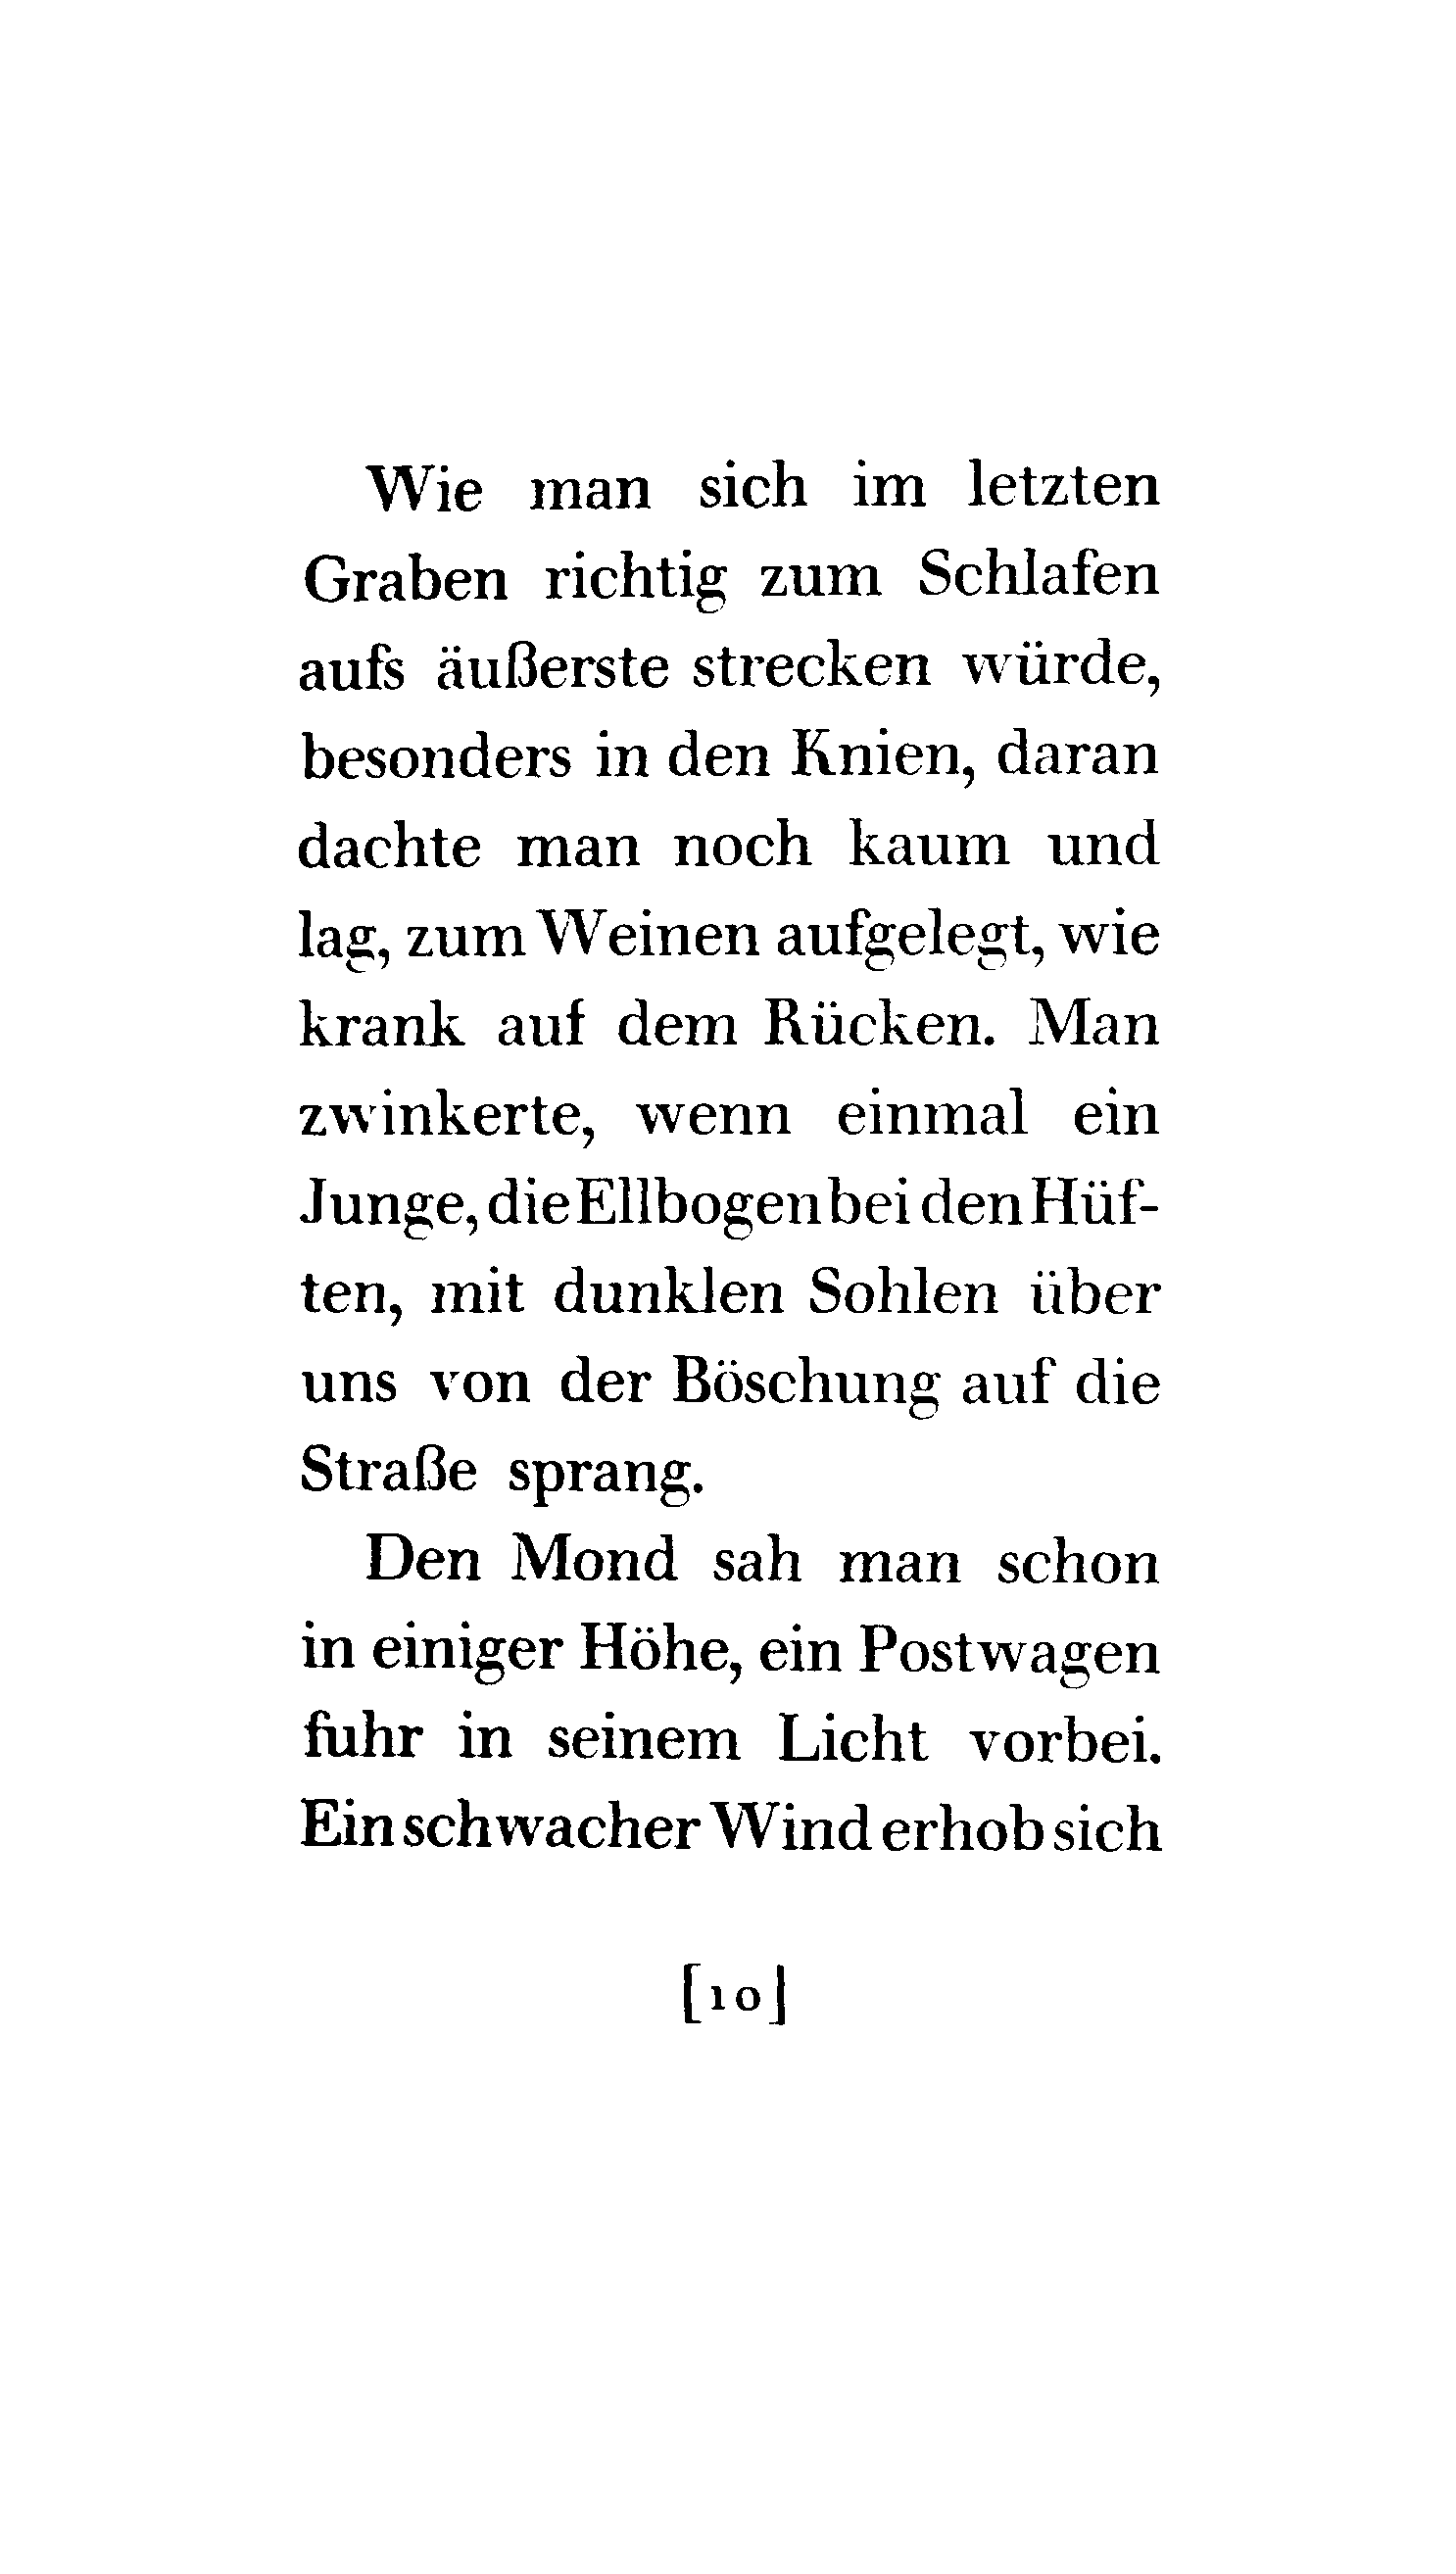 Wie man sich im letzten
Graben richtig zum Schlafen
aufs äußerste strecken würde,
besonders in den Knien, daran
dachte man noch kaum und
lag, zum Weinen aufgelegt, wie
krank auf dem Rücken. Man
zwinkerte, wenn einmal ein
Junge, die Ellbogen bei den Hüf-
ten, mit dunklen Sohlen über
uns von der Böschung auf die
Straße sprang.
Den Mond sah man schon
in einiger Höhe, ein Postwagen
fuhr in seinem Licht vorbei.
Ein schwacher Wind erhob sich
[10]